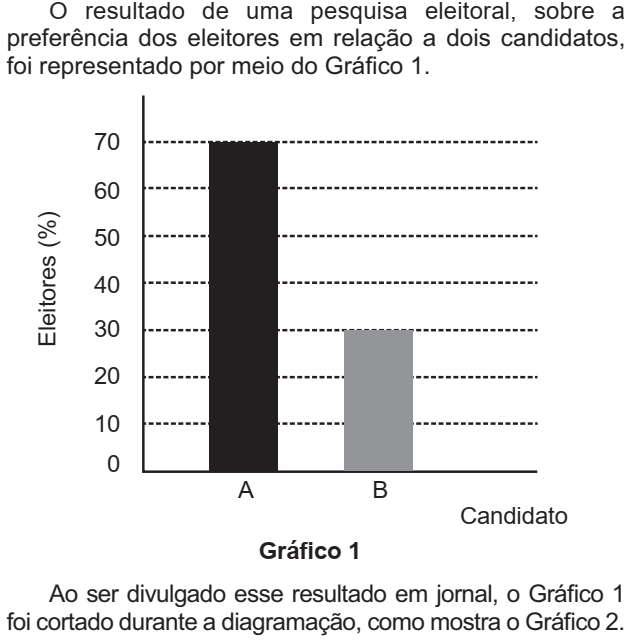 O resultado de uma pesquisa eleitoral, sobre a
preferência dos eleitores em relação a dois candidatos,
foi representado por meio do Gráfico 1.
Eleitores (%)
70
60
50
40
30
20
10
0
A B
Candidato
Gráfico 1
Ao ser divulgado esse resultado em jornal, o Gráfico 1
foi cortado durante a diagramação, como mostra o Gráfico 2.